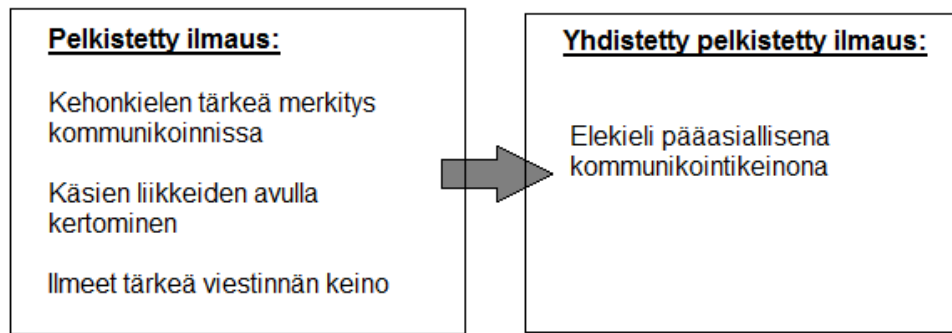 Pelkistetty ilmaus:
Kehonkielen tärkeä merkitys
kommunikoinnissa
Käsien liikkeiden avulla
kertominen
Ilmeet tärkeä viestinnän keino
Yhdistetty pelkistetty ilmaus:
Elekieli pääasiallisena
kommunikointikeinona